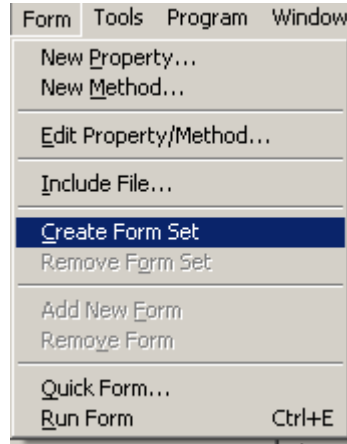 Form Tools Program Window
New Property...
New Method...
Edit Property/Method...
Include File...
Create Form Set
Remove Form Set
Add New Form
Remove Form
Quick Form...
Run Form Ctrl+E